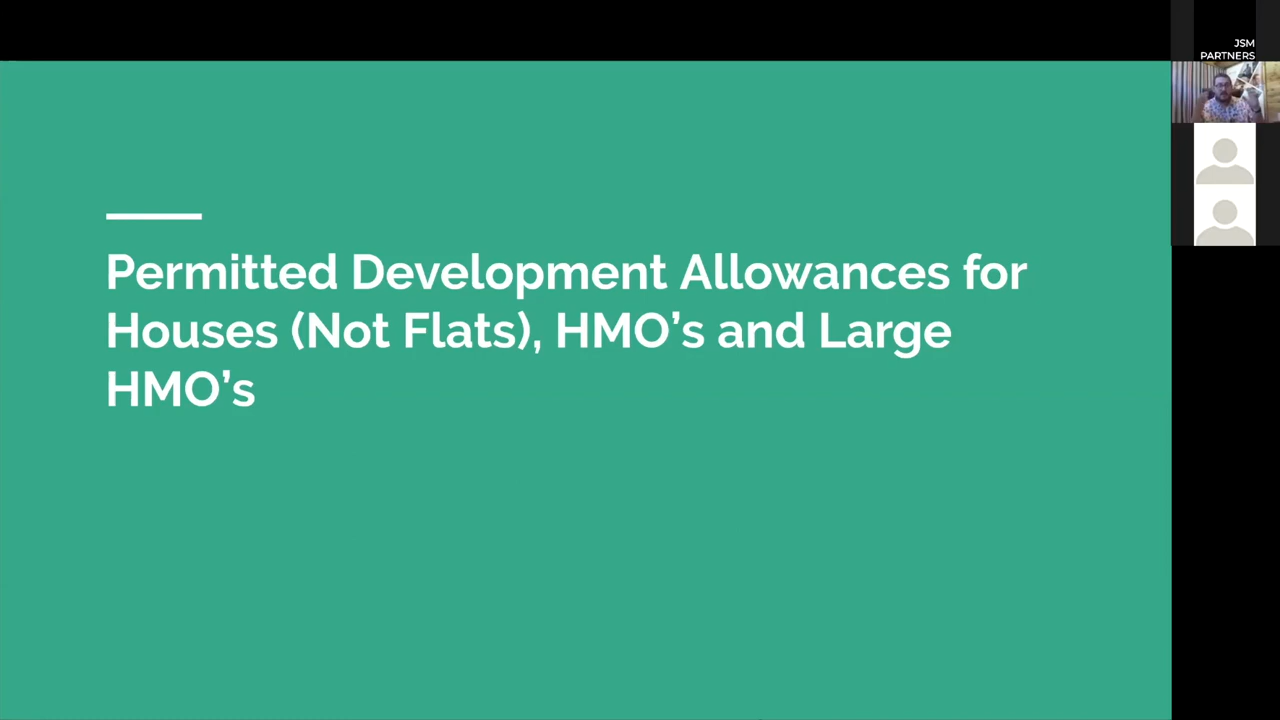 JSM
PARTNERS
Permitted Development Allowances for
Houses (Not Flats), HMO’s and Large
HMO’s